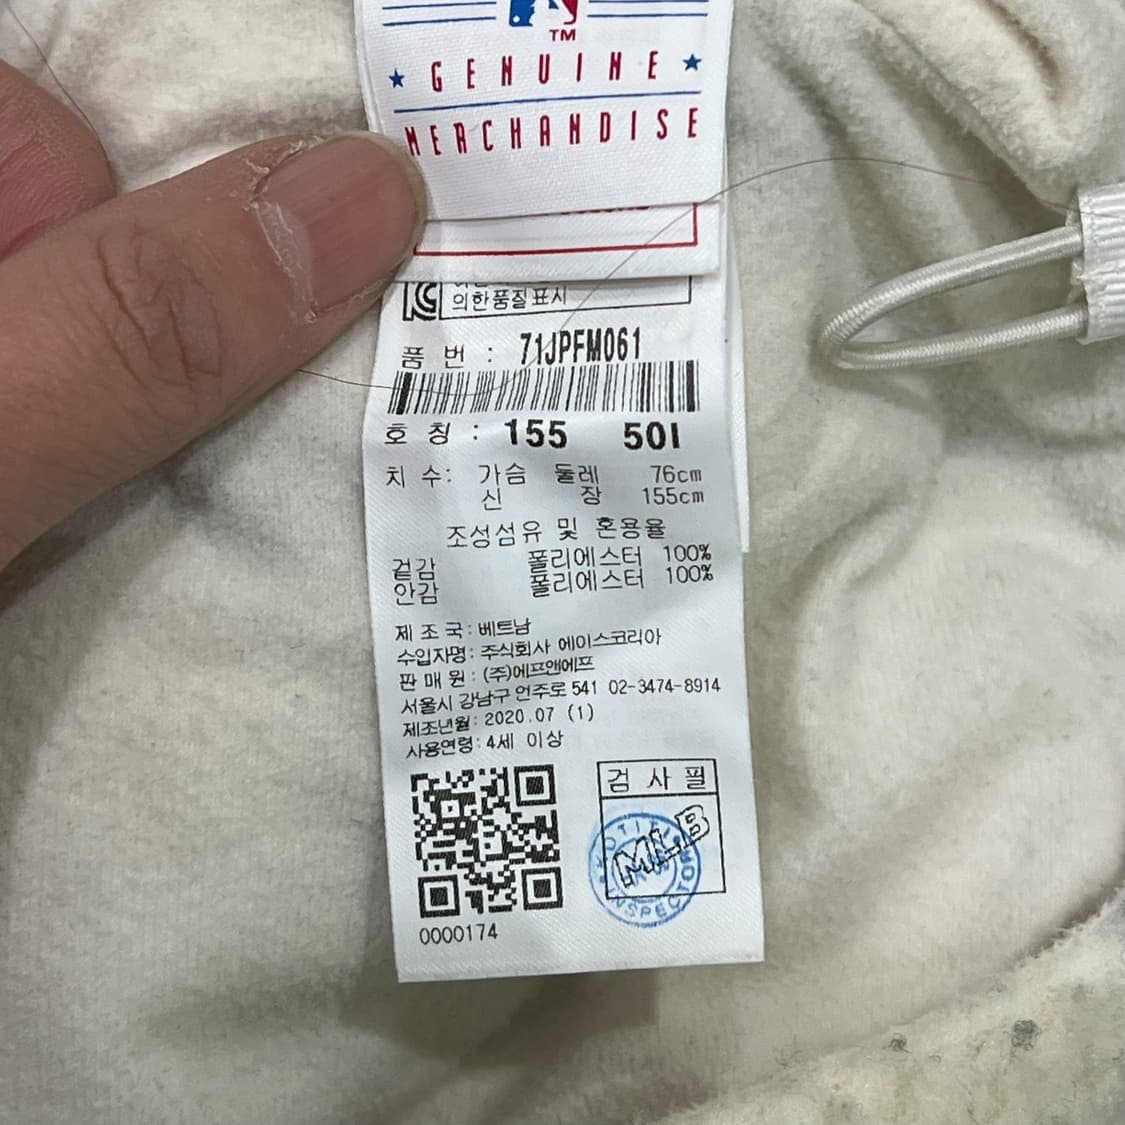 TM
★ GENUINE ★
MERCHANDISE
의한품질표시
품 번 : 71JPFM061
호 칭 : 155 50I
치 수: 가슴 둘레 76cm
신 장 155cm
조성섬유 및 혼용율
겉감 폴리에스터 100%
안감 폴리에스터 100%
제 조 국 : 베트남
수입자명: 주식회사 에이스코리아
판 매 원 : (주)에프앤에프
서울시 강남구 언주로 541 02-3474-8914
제조년월: 2020.07 (1)
사용연령: 4세 이상
검 사 필
MLB
0000174